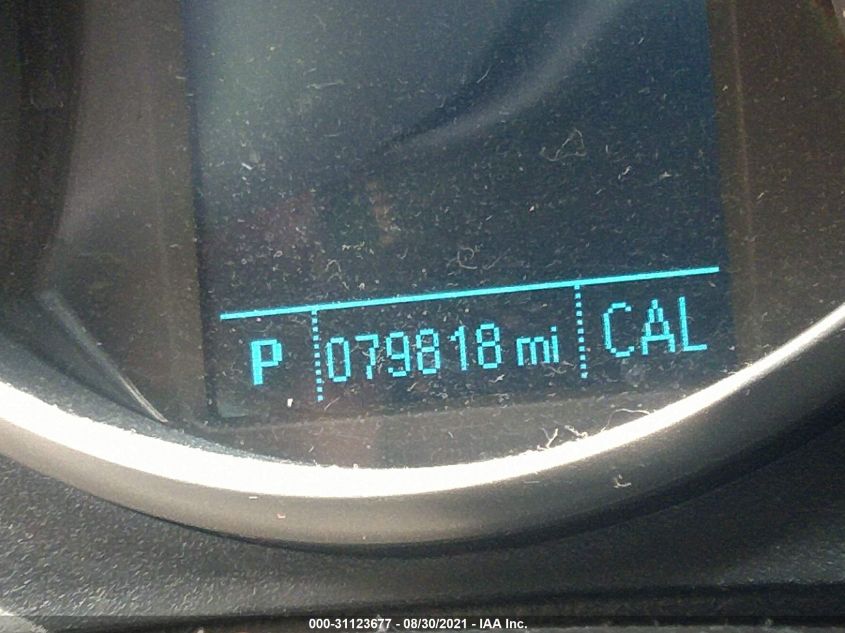 P 079818 mi CAL
000-31123677 - 08/30/2021 - IAA Inc.